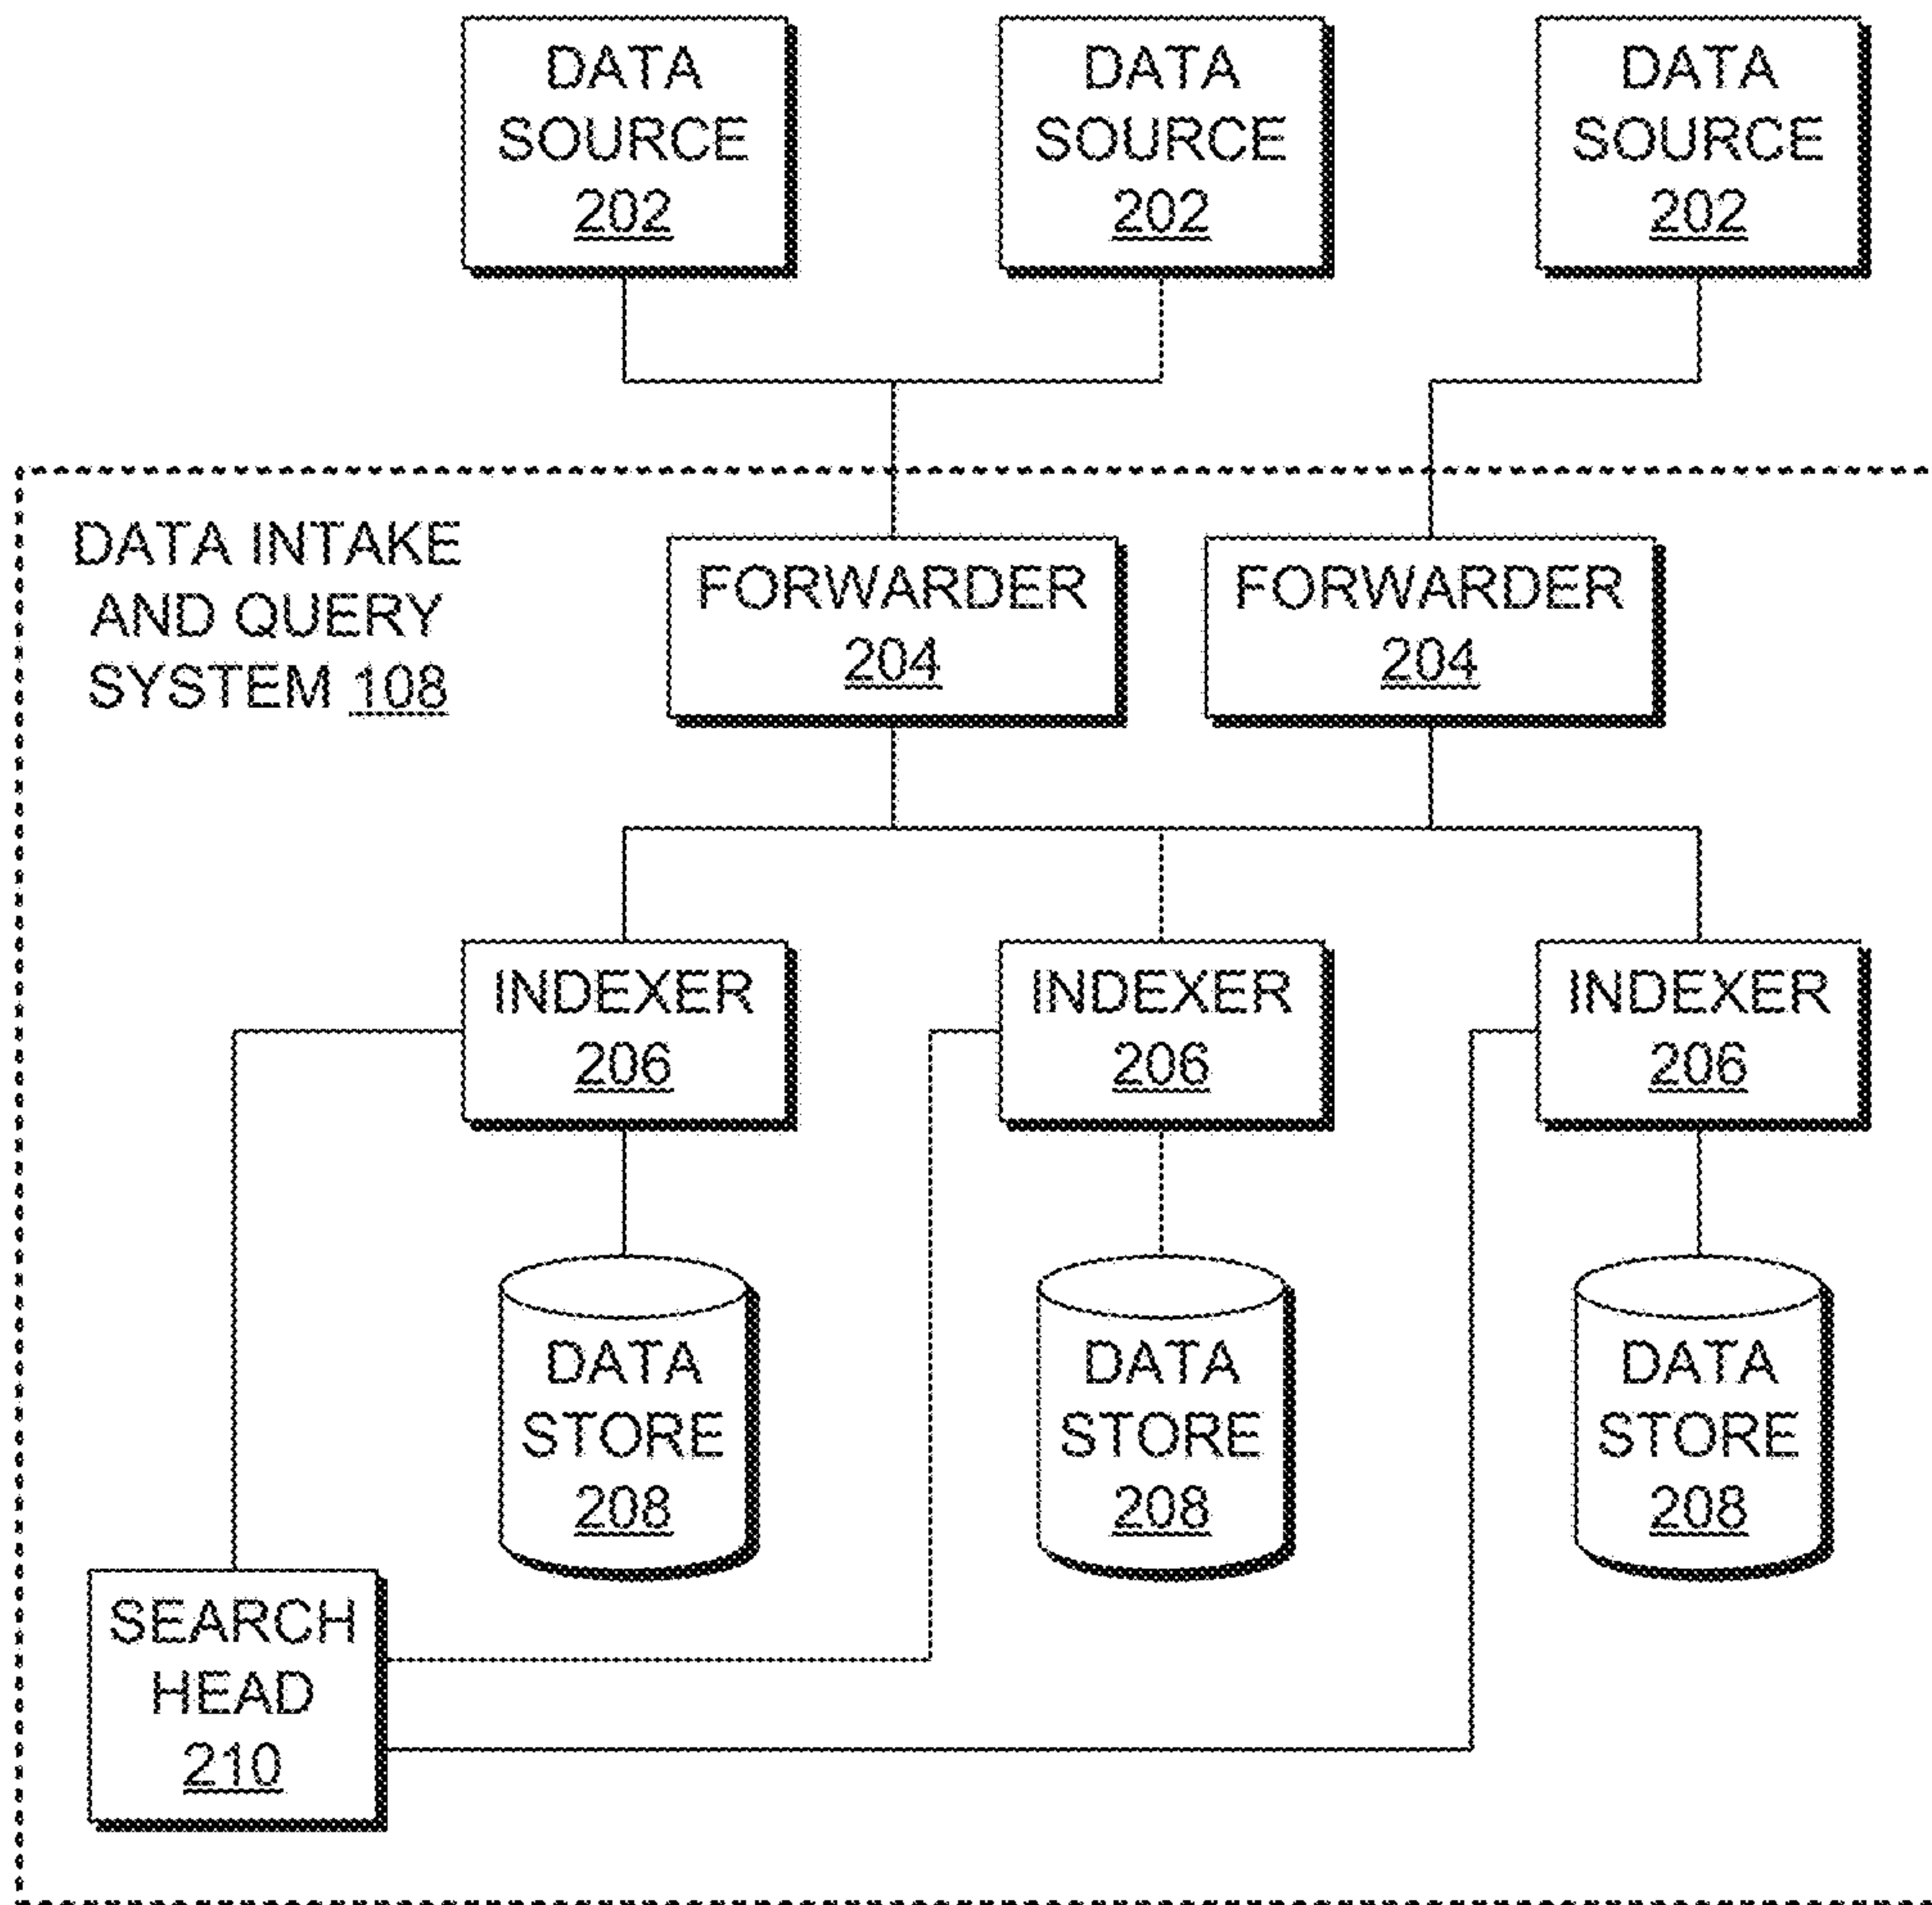 DATA
SOURCE
202
DATA
SOURCE
202
DATA
SOURCE
202
DATA INTAKE
AND QUERY
SYSTEM 108
FORWARDER
204
FORWARDER
204
INDEXER
206
INDEXER
206
INDEXER
206
DATA
STORE
208
DATA
STORE
208
DATA
STORE
208
SEARCH
HEAD
210